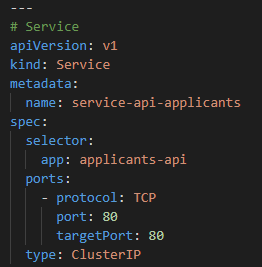 ---
# Service
apiVersion: v1
kind: Service
metadata:
  name: service-api-applicants
spec:
  selector:
    app: applicants-api
  ports:
    - protocol: TCP
      port: 80
      targetPort: 80
  type: ClusterIP